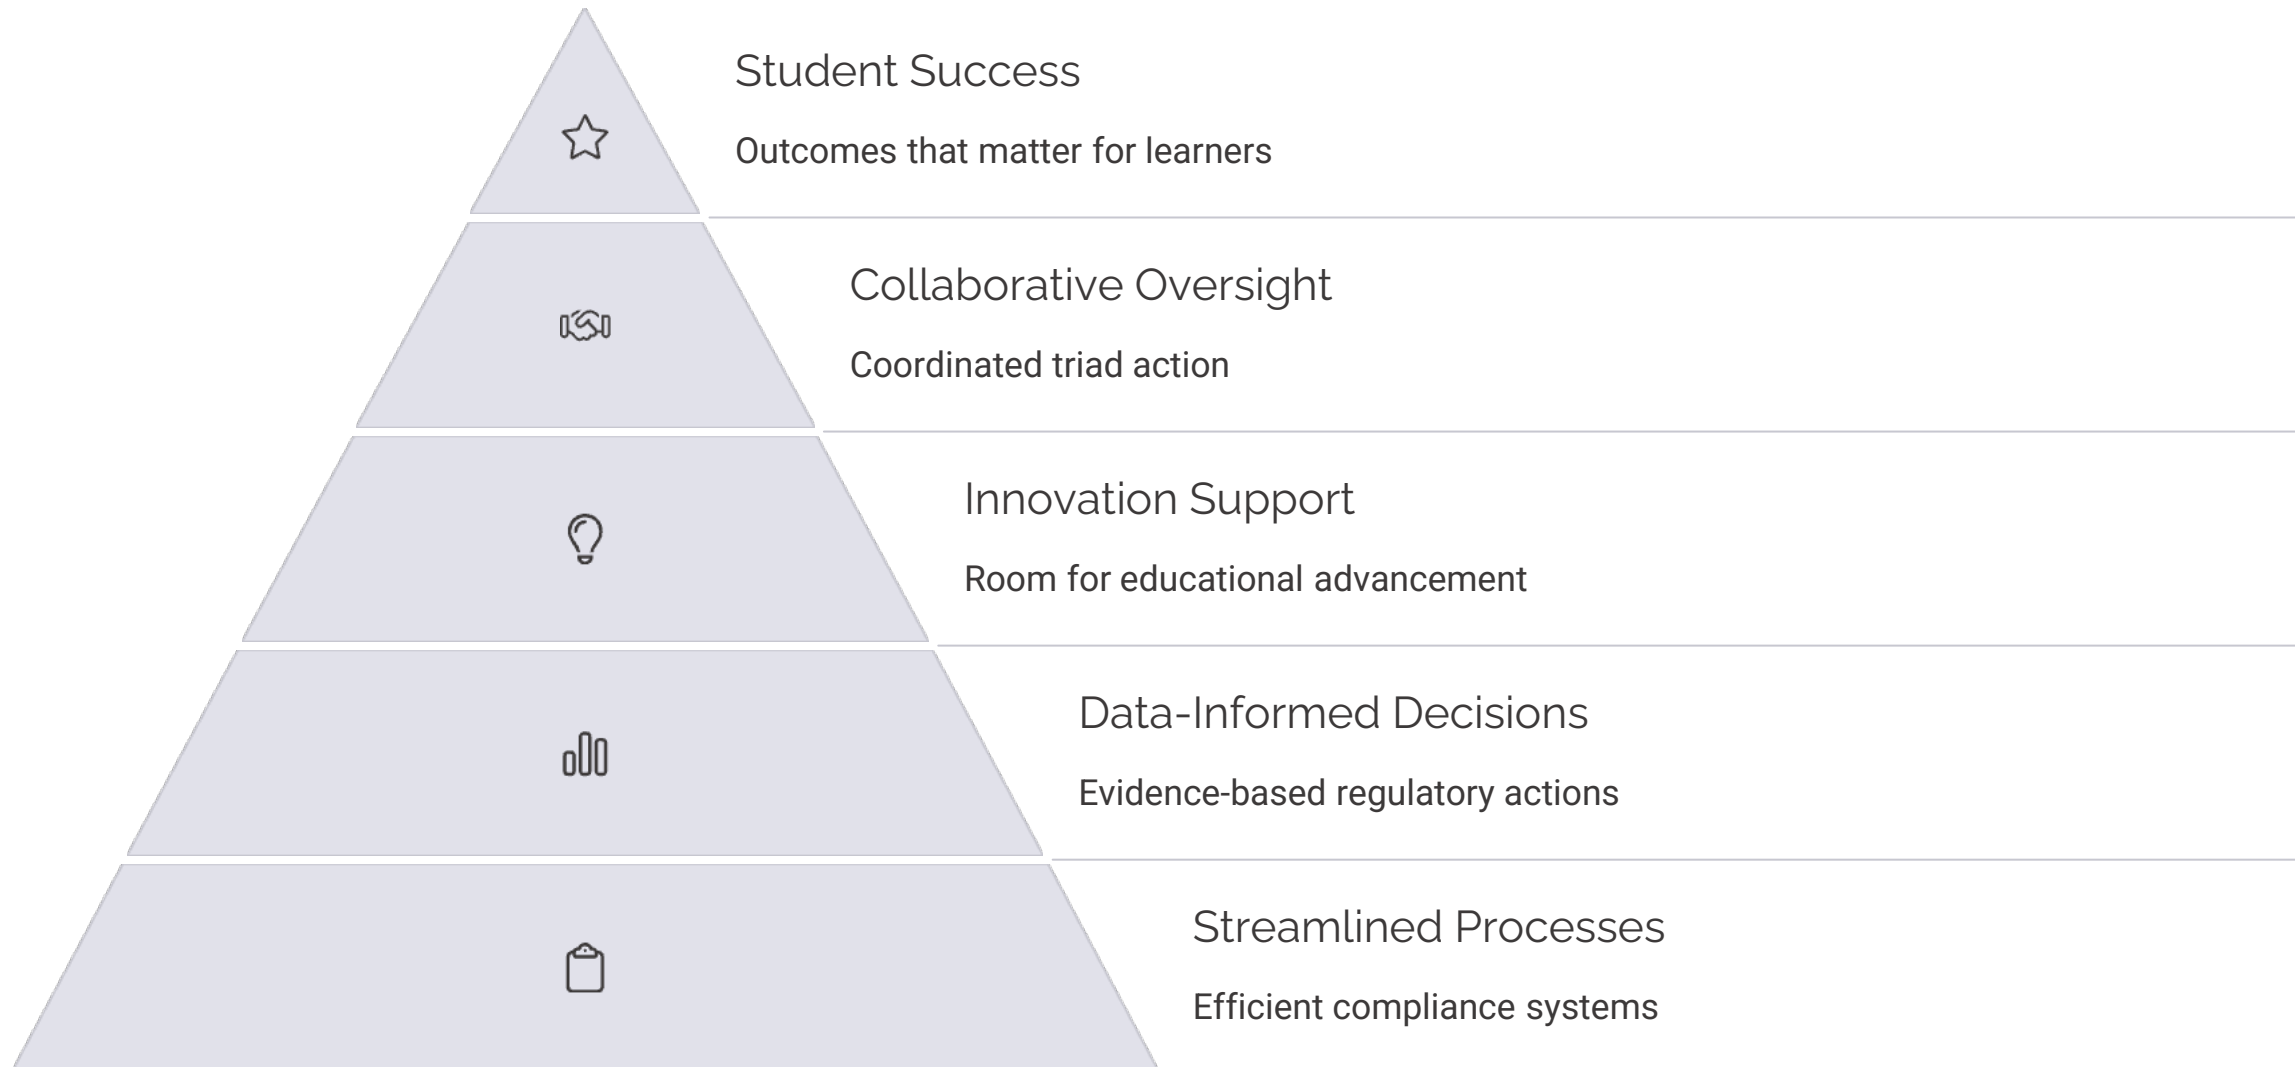 Student Success
Outcomes that matter for learners
Collaborative Oversight
Coordinated triad action
Innovation Support
Room for educational advancement
Data-Informed Decisions
Evidence-based regulatory actions
Streamlined Processes
Efficient compliance systems